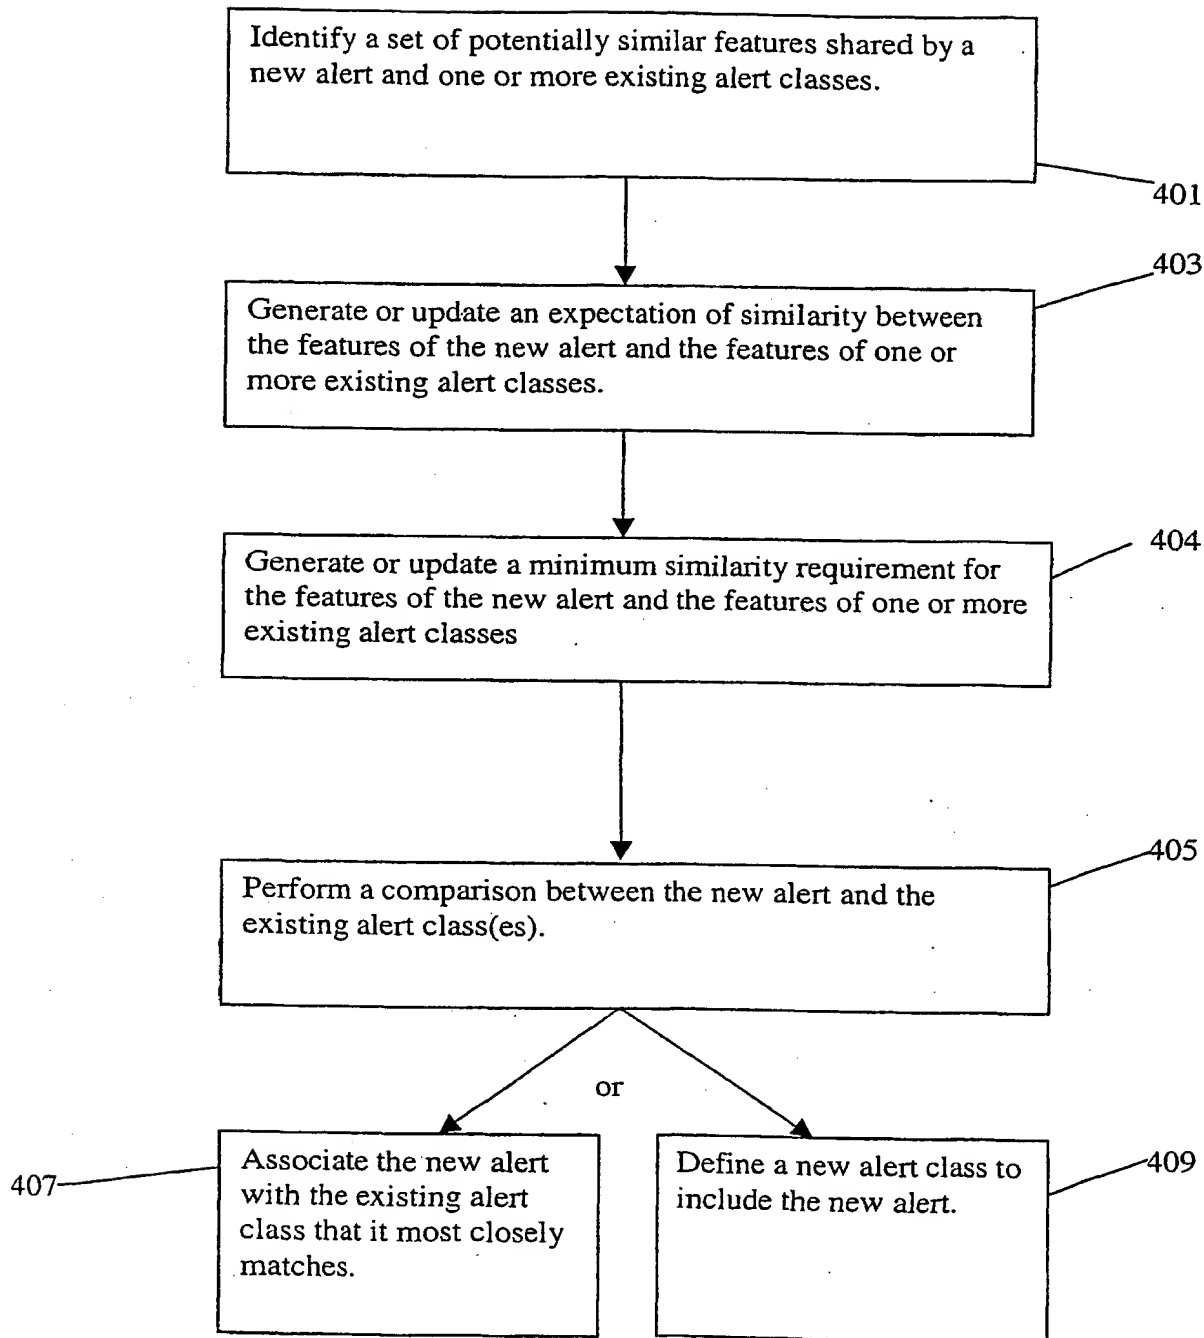 Identify a set of potentially similar features shared by a
new alert and one or more existing alert classes.
401
403
Generate or update an expectation of similarity between
the features of the new alert and the features of one or
more existing alert classes.
404
Generate or update a minimum similarity requirement for
the features of the new alert and the features of one or more
existing alert classes
405
Perform a comparison between the new alert and the
existing alert class(es).
or
407
Associate the new alert
with the existing alert
class that it most closely
matches.
Define a new alert class to
include the new alert.
409